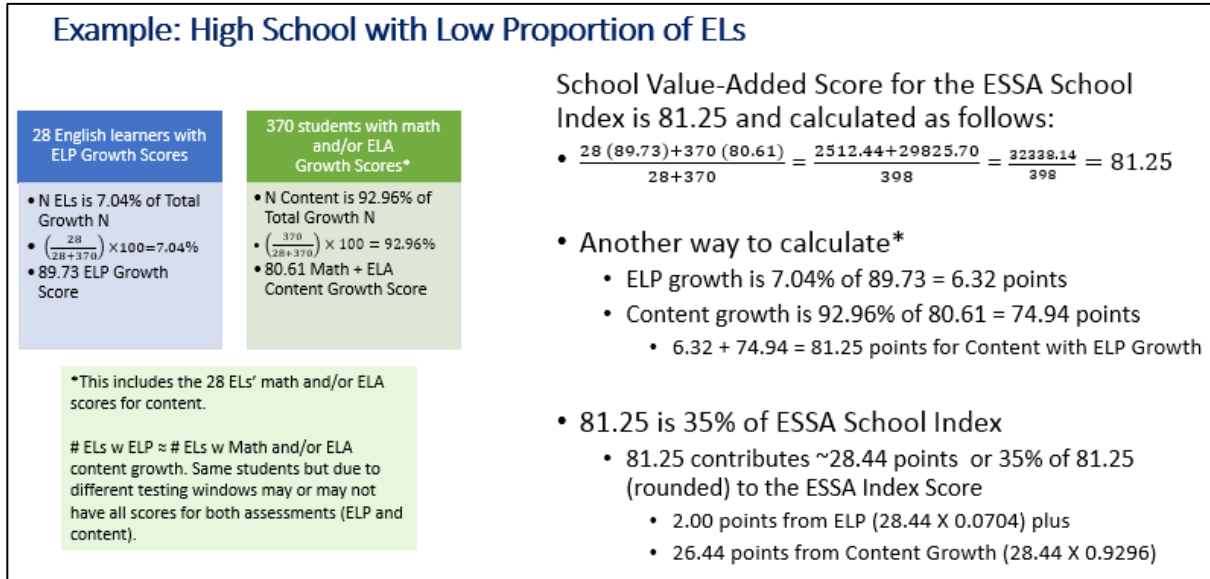 Example: High School with Low Proportion of ELs
28 English learners with
ELP Growth Scores
• N ELs is 7.04% of Total
Growth N
• (28/(28+370)) ×100=7.04%
• 89.73 ELP Growth
Score
370 students with math
and/or ELA
Growth Scores*
• N Content is 92.96% of
Total Growth N
• (370/(28+370)) × 100 = 92.96%
• 80.61 Math + ELA
Content Growth Score
*This includes the 28 ELs’ math and/or ELA
scores for content.
# ELs w ELP ≈ # ELs w Math and/or ELA
content growth. Same students but due to
different testing windows may or may not
have all scores for both assessments (ELP and
content).
School Value-Added Score for the ESSA School
Index is 81.25 and calculated as follows:
• (28 (89.73)+370 (80.61))/(28+370) = (2512.44+29825.70)/398 = 32338.14/398 = 81.25
• Another way to calculate*
• ELP growth is 7.04% of 89.73 = 6.32 points
• Content growth is 92.96% of 80.61 = 74.94 points
• 6.32 + 74.94 = 81.25 points for Content with ELP Growth
• 81.25 is 35% of ESSA School Index
• 81.25 contributes ~28.44 points or 35% of 81.25
(rounded) to the ESSA Index Score
• 2.00 points from ELP (28.44 X 0.0704) plus
• 26.44 points from Content Growth (28.44 X 0.9296)